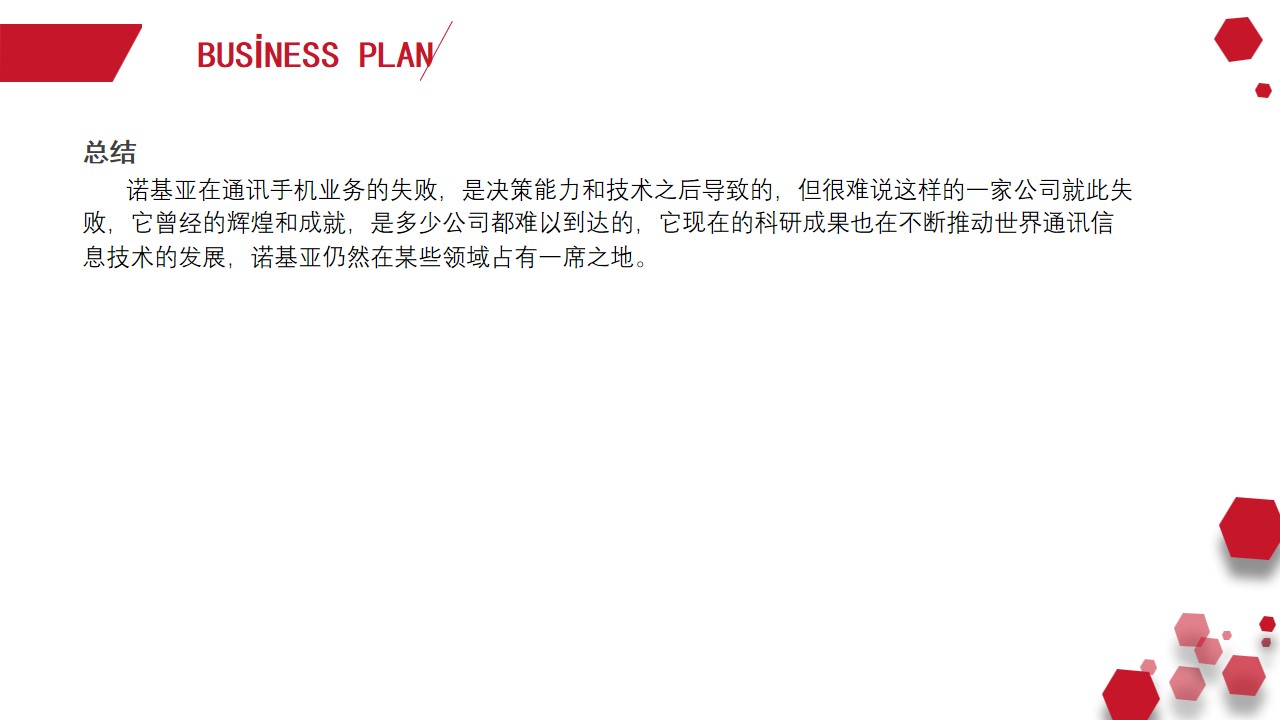 BUSINESS PLAN
总结
诺基亚在通讯手机业务的失败，是决策能力和技术之后导致的，但很难说这样的一家公司就此失
败，它曾经的辉煌和成就，是多少公司都难以到达的，它现在的科研成果也在不断推动世界通讯信
息技术的发展，诺基亚仍然在某些领域占有一席之地。